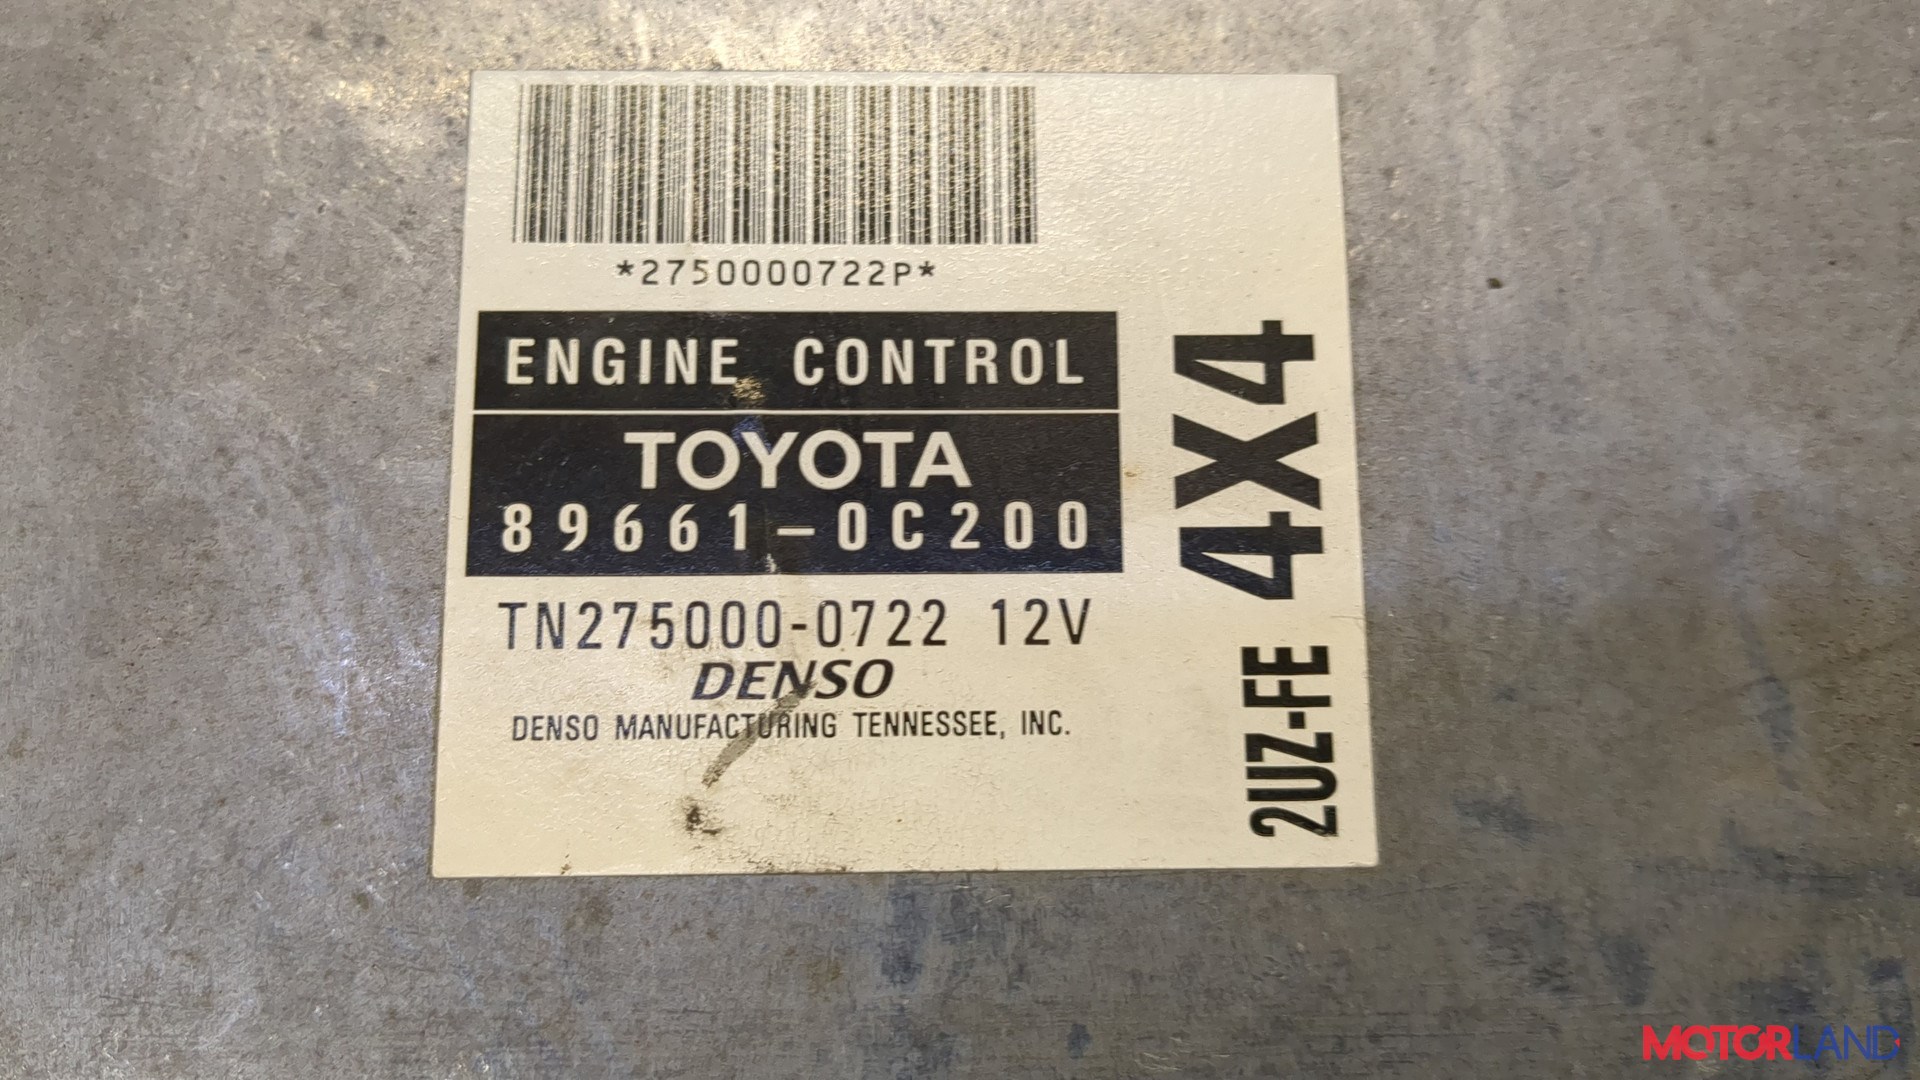 *2750000722P*
ENGINE CONTROL
TOYOTA
89661-0C200
TN275000-0722 12V
DENSO
DENSO MANUFACTURING TENNESSEE, INC.
2UZ-FE 4X4
MOTORLAND